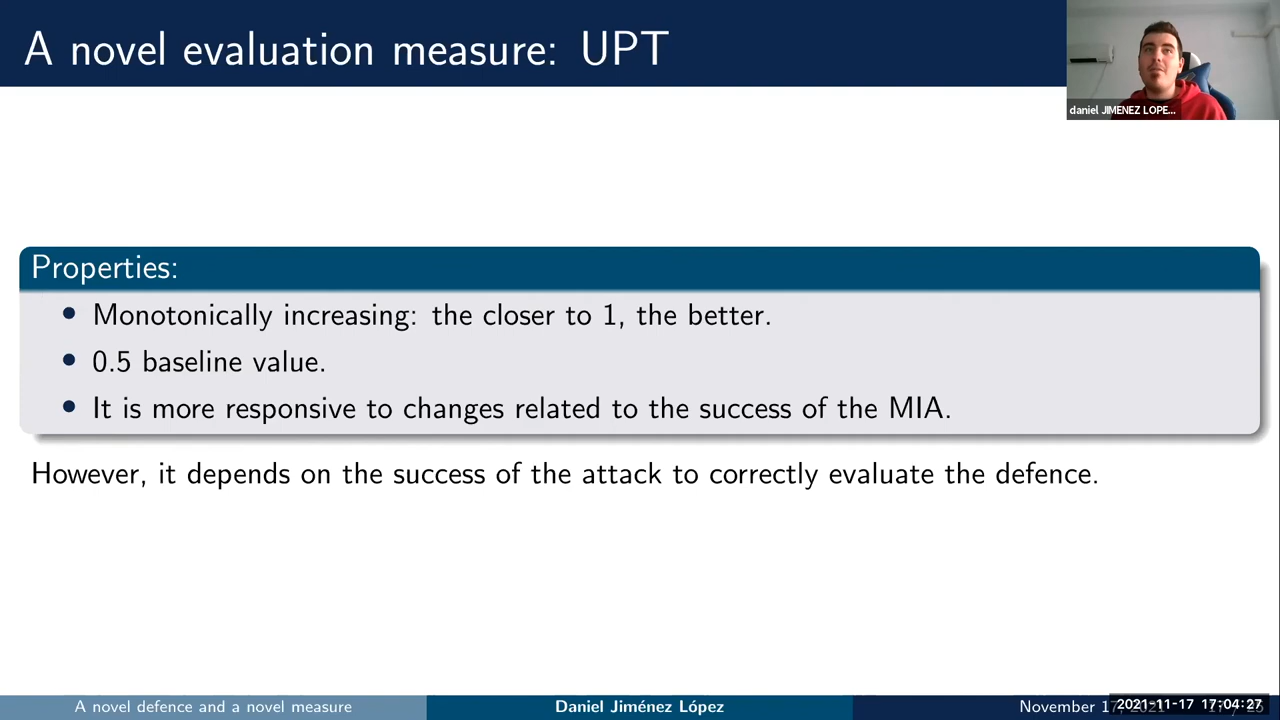 A novel evaluation measure: UPT
daniel JIMENEZ LOPE...
Properties:
• Monotonically increasing: the closer to 1, the better.
• 0.5 baseline value.
• It is more responsive to changes related to the success of the MIA.
However, it depends on the success of the attack to correctly evaluate the defence.
A novel defence and a novel measure
Daniel Jiménez López
November 17
2021-11-17 17:04:27